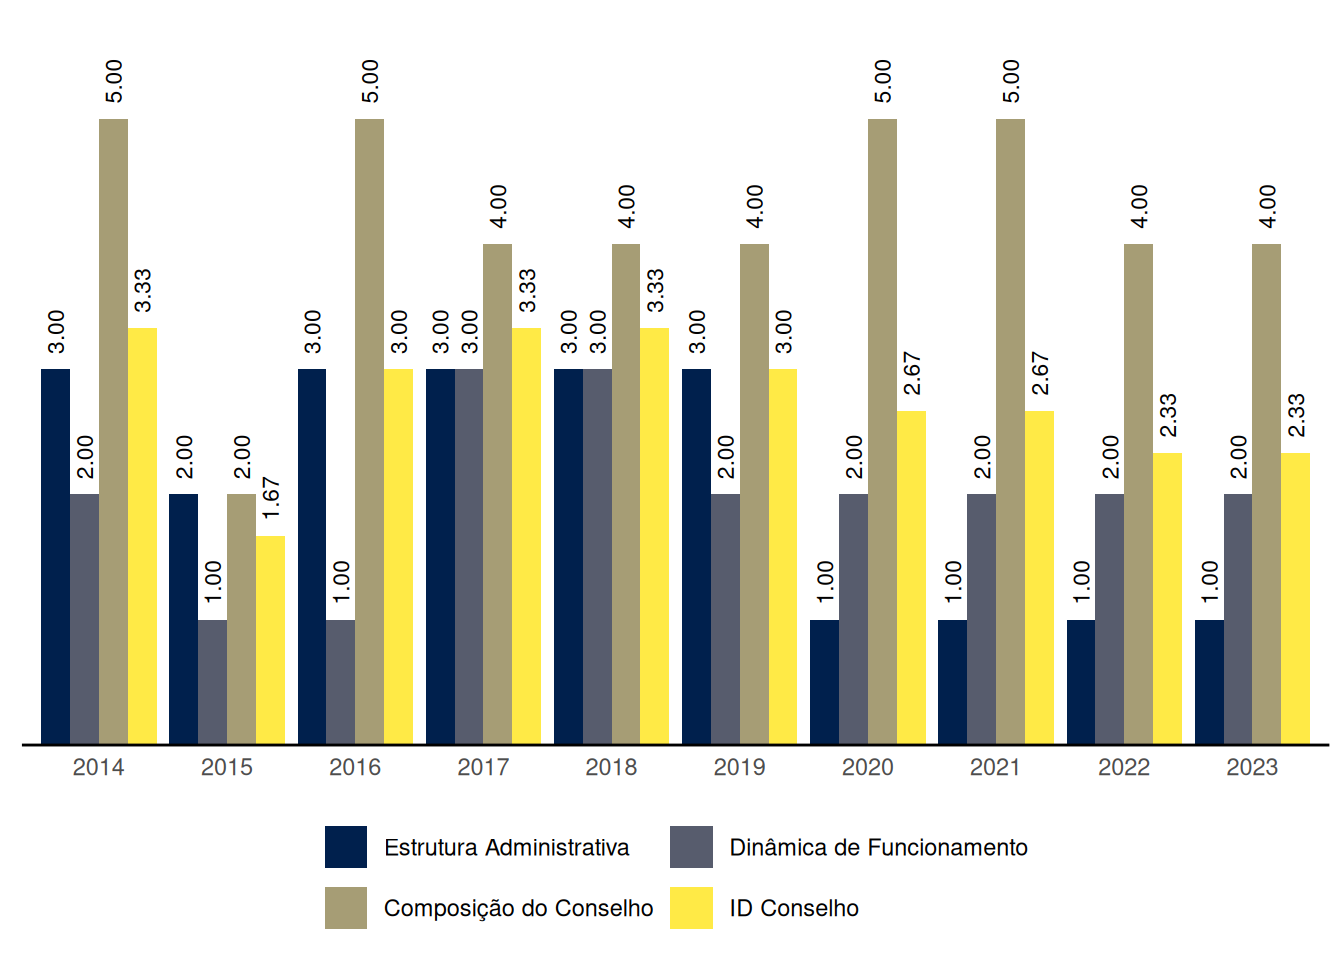 5.00 5.00 5.00 5.00
4.00 4.00 4.00 4.00 4.00
3.33 3.33 3.33
3.00 3.00 3.00 3.00 3.00 3.00 3.00 3.00 3.00
2.67 2.67
2.33 2.33
2.00 2.00 2.00 2.00 2.00 2.00 2.00 2.00
1.67
1.00 1.00 1.00 1.00 1.00 1.00
2014 2015 2016 2017 2018 2019 2020 2021 2022 2023
Estrutura Administrativa Dinâmica de Funcionamento
Composição do Conselho ID Conselho